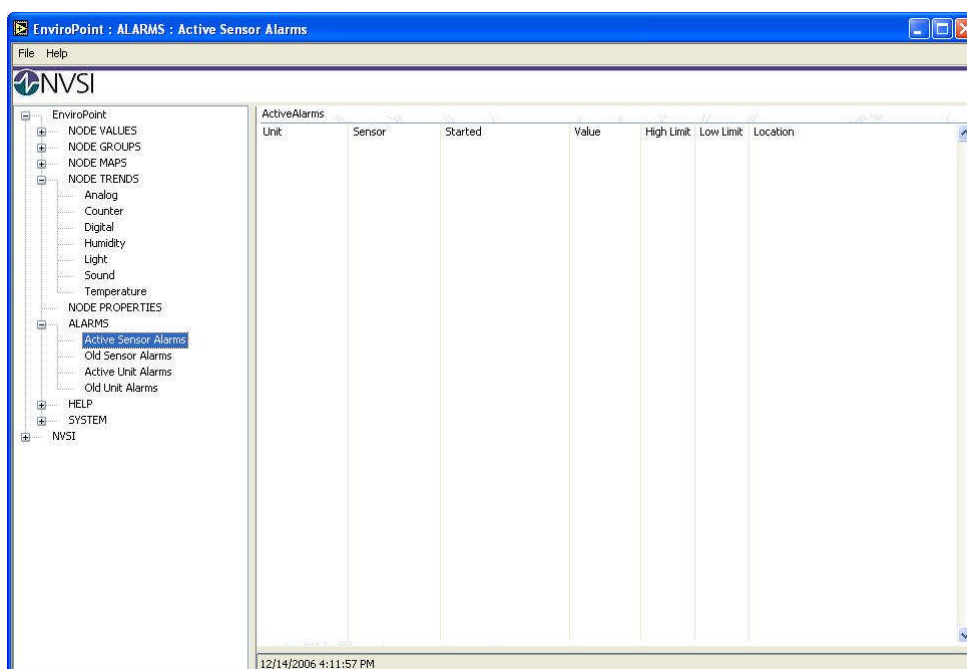 EnviroPoint : ALARMS : Active Sensor Alarms
File Help
NVSI
EnviroPoint
NODE VALUES
NODE GROUPS
NODE MAPS
NODE TRENDS
Analog
Counter
Digital
Humidity
Light
Sound
Temperature
NODE PROPERTIES
ALARMS
Active Sensor Alarms
Old Sensor Alarms
Active Unit Alarms
Old Unit Alarms
HELP
SYSTEM
NVSI
ActiveAlarms
Unit Sensor Started Value High Limit Low Limit Location
12/14/2006 4:11:57 PM